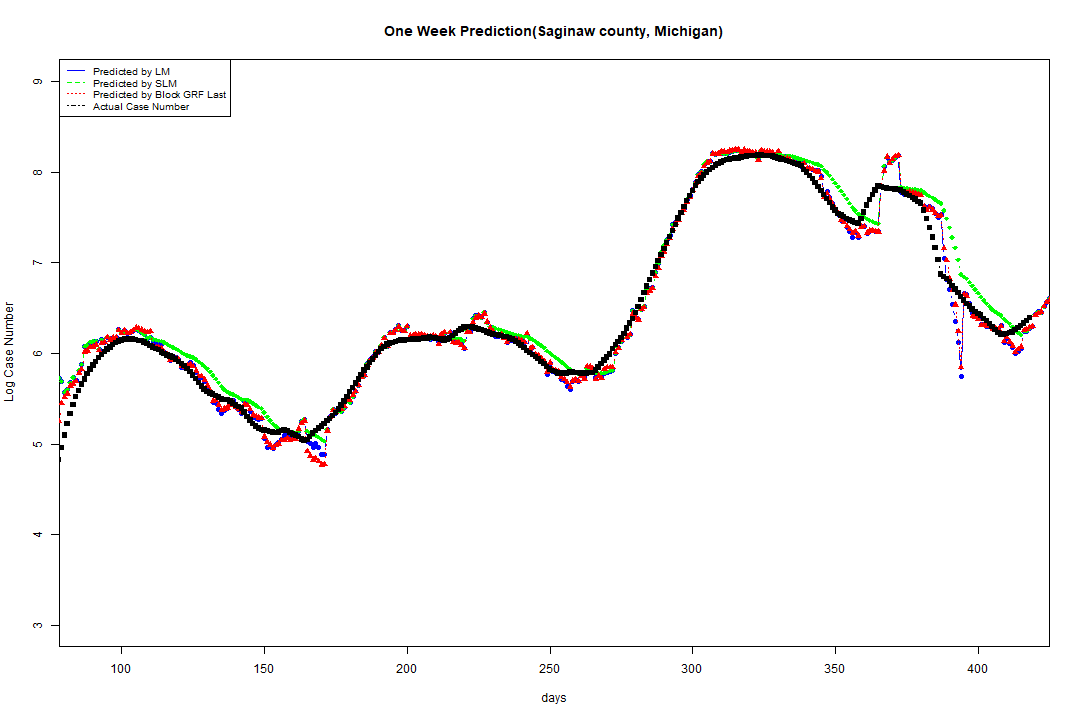 One Week Prediction(Saginaw county, Michigan)
Predicted by LM
Predicted by SLM
Predicted by Block GRF Last
Actual Case Number
9
8
7
6
5
4
3
Log Case Number
100 150 200 250 300 350 400
days